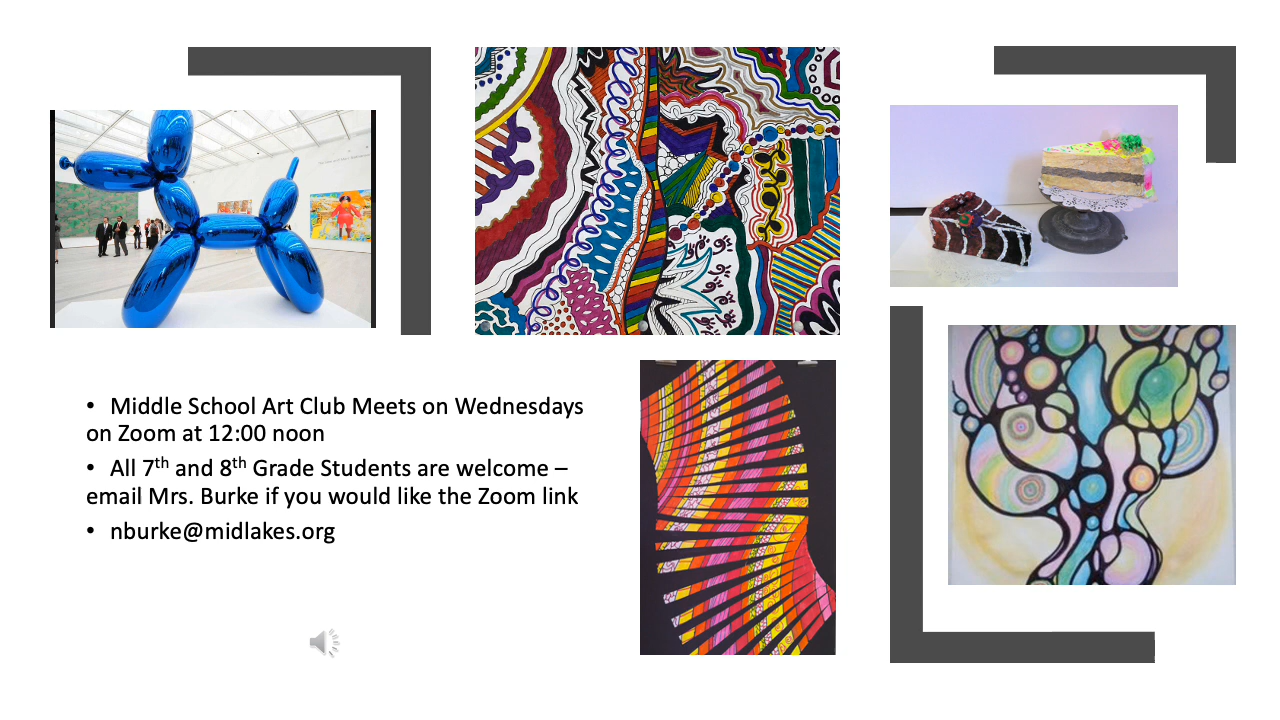 • Middle School Art Club Meets on Wednesdays
on Zoom at 12:00 noon
• All 7th and 8th Grade Students are welcome –
email Mrs. Burke if you would like the Zoom link
• nburke@midlakes.org